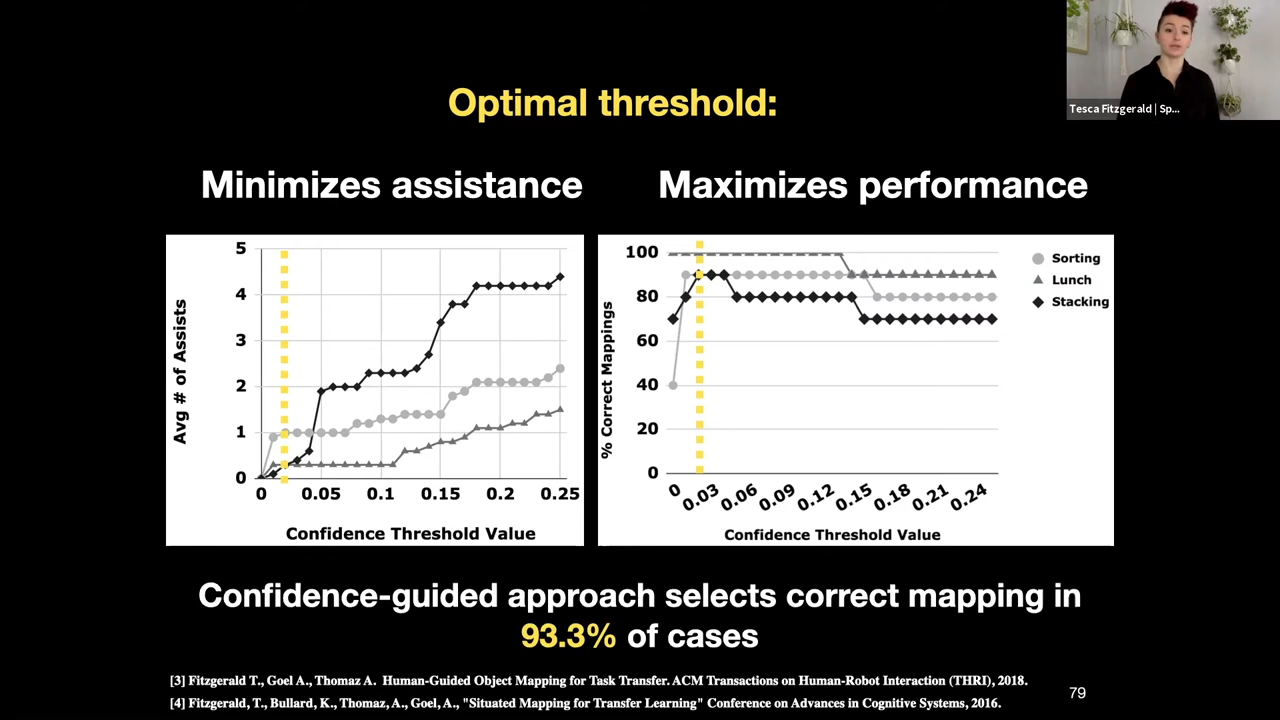 Tesca Fitzgerald | Sp...
Optimal threshold:
Minimizes assistance
Maximizes performance
5
4
3
2
1
0
Avg # of Assists
0 0.05 0.1 0.15 0.2 0.25
Confidence Threshold Value
100
80
60
40
20
0
% Correct Mappings
0 0.03 0.06 0.09 0.12 0.15 0.18 0.21 0.24
Confidence Threshold Value
Sorting
Lunch
Stacking
Confidence-guided approach selects correct mapping in
93.3% of cases
[3] Fitzgerald T., Goel A., Thomaz A. Human-Guided Object Mapping for Task Transfer. ACM Transactions on Human-Robot Interaction (THRI), 2018.
[4] Fitzgerald, T., Bullard, K., Thomaz, A., Goel, A., "Situated Mapping for Transfer Learning" Conference on Advances in Cognitive Systems, 2016.
79